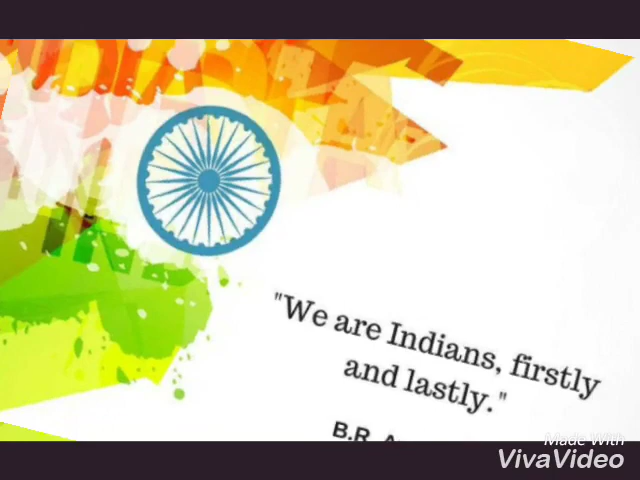 "We are Indians, firstly
and lastly."
B.R.
Made With
VivaVideo